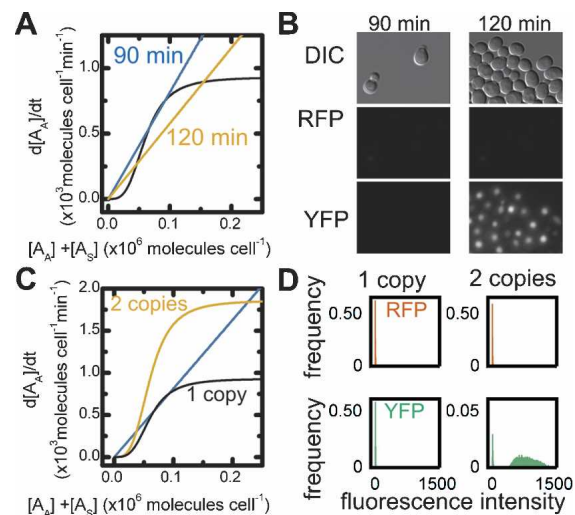 A
d[A_A]/dt
(x10³molecules cell⁻¹min⁻¹)
1.0
0.5
0.0
90 min
120 min
0.0
0.1
0.2
[A_A] +[A_S] (x10⁶ molecules cell⁻¹)
B
90 min
120 min
DIC
RFP
YFP
C
d[A_A]/dt
(x10³molecules cell⁻¹min⁻¹)
2.0
1.5
1.0
0.5
0.0
2 copies
1 copy
0.0
0.1
0.2
[A_A] +[A_S] (x10⁶ molecules cell⁻¹)
D
1 copy
2 copies
frequency
0.50
RFP
0.50
frequency
0.50
YFP
0.05
0
1500
0
1500
fluorescence intensity